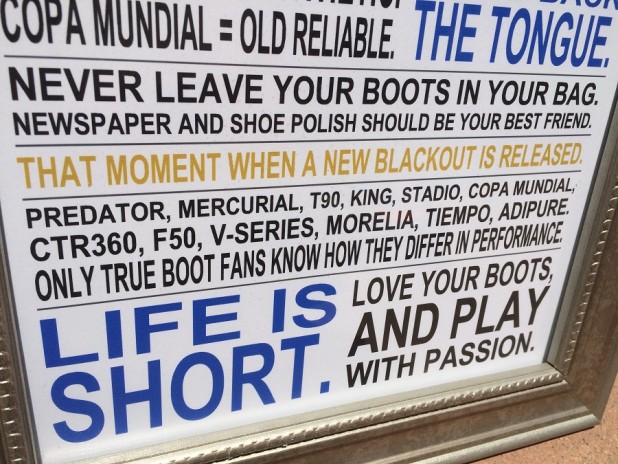 BACK
COPA MUNDIAL = OLD RELIABLE. THE TONGUE.
NEVER LEAVE YOUR BOOTS IN YOUR BAG.
NEWSPAPER AND SHOE POLISH SHOULD BE YOUR BEST FRIEND.
THAT MOMENT WHEN A NEW BLACKOUT IS RELEASED.
PREDATOR, MERCURIAL, T90, KING, STADIO, COPA MUNDIAL,
CTR360, F50, V-SERIES, MORELIA, TIEMPO, ADIPURE.
ONLY TRUE BOOT FANS KNOW HOW THEY DIFFER IN PERFORMANCE.
LIFE IS
SHORT.
LOVE YOUR BOOTS,
AND PLAY
WITH PASSION.